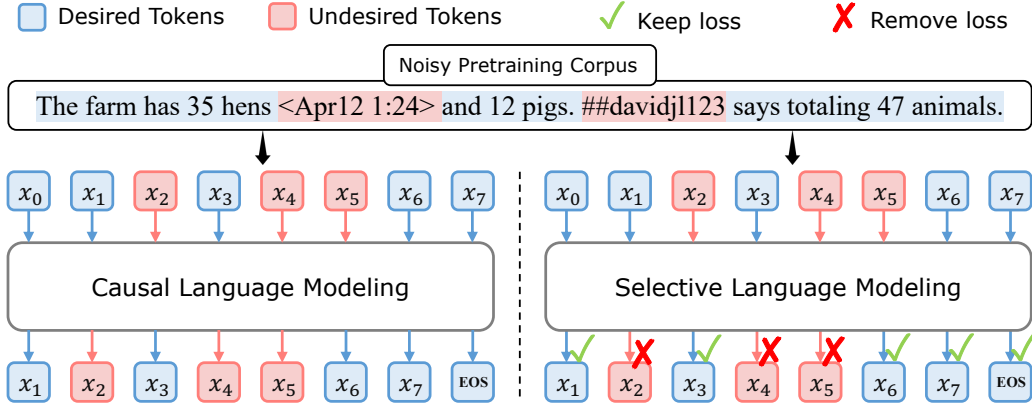 Desired Tokens Undesired Tokens Keep loss Remove loss
Noisy Pretraining Corpus
The farm has 35 hens <Apr12 1:24> and 12 pigs. ##davidjl123 says totaling 47 animals.
x₀ x₁ x₂ x₃ x₄ x₅ x₆ x₇ x₀ x₁ x₂ x₃ x₄ x₅ x₆ x₇
Causal Language Modeling Selective Language Modeling
x₁ x₂ x₃ x₄ x₅ x₆ x₇ EOS x₁ x₂ x₃ x₄ x₅ x₆ x₇ EOS